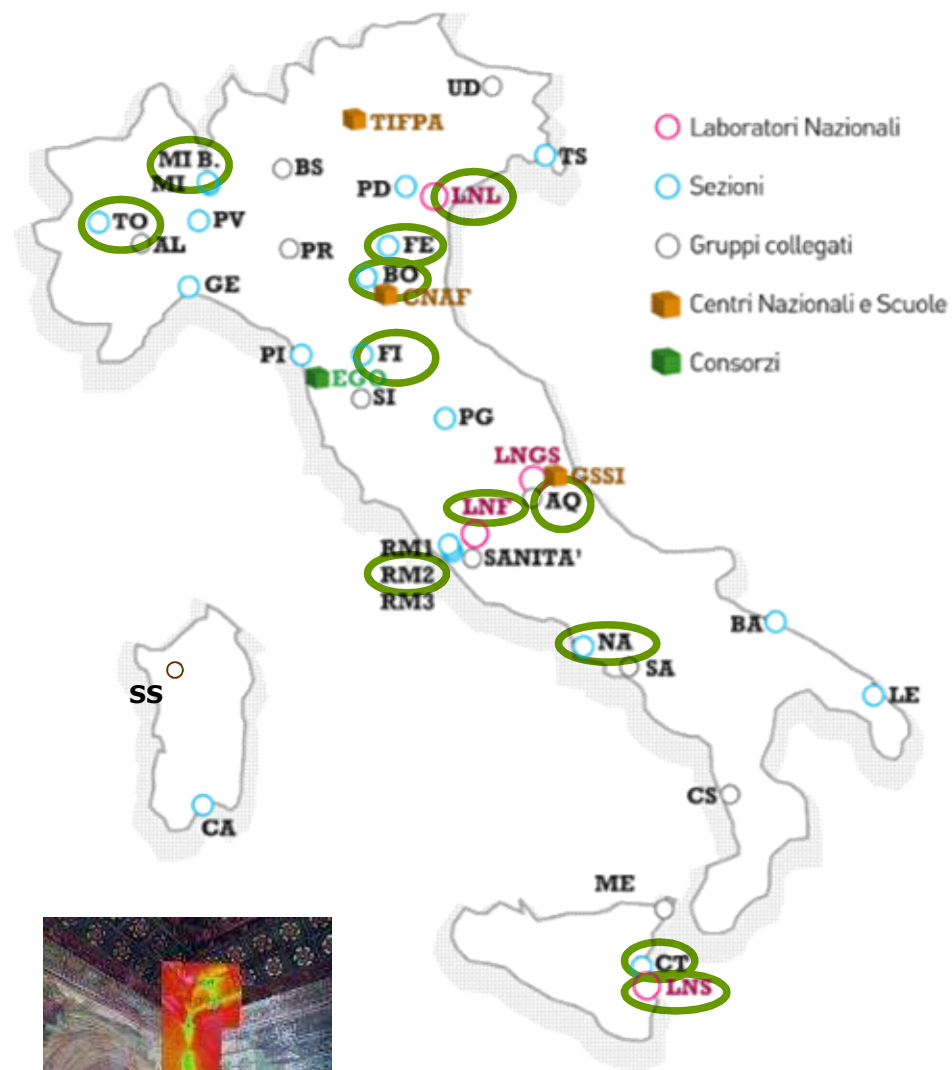 UD
TIFPA
Laboratori Nazionali
MI B.
BS
TS
MI
PD
LNL
Sezioni
TO
PV
AL
PR
FE
Gruppi collegati
GE
BO
CNAF
Centri Nazionali e Scuole
PI
FI
EGO
Consorzi
SI
PG
LNGS
GSSI
LNF
AQ
RM1
SANITA'
RM2
RM3
BA
NA
SA
SS
LE
CS
CA
ME
CT
LNS